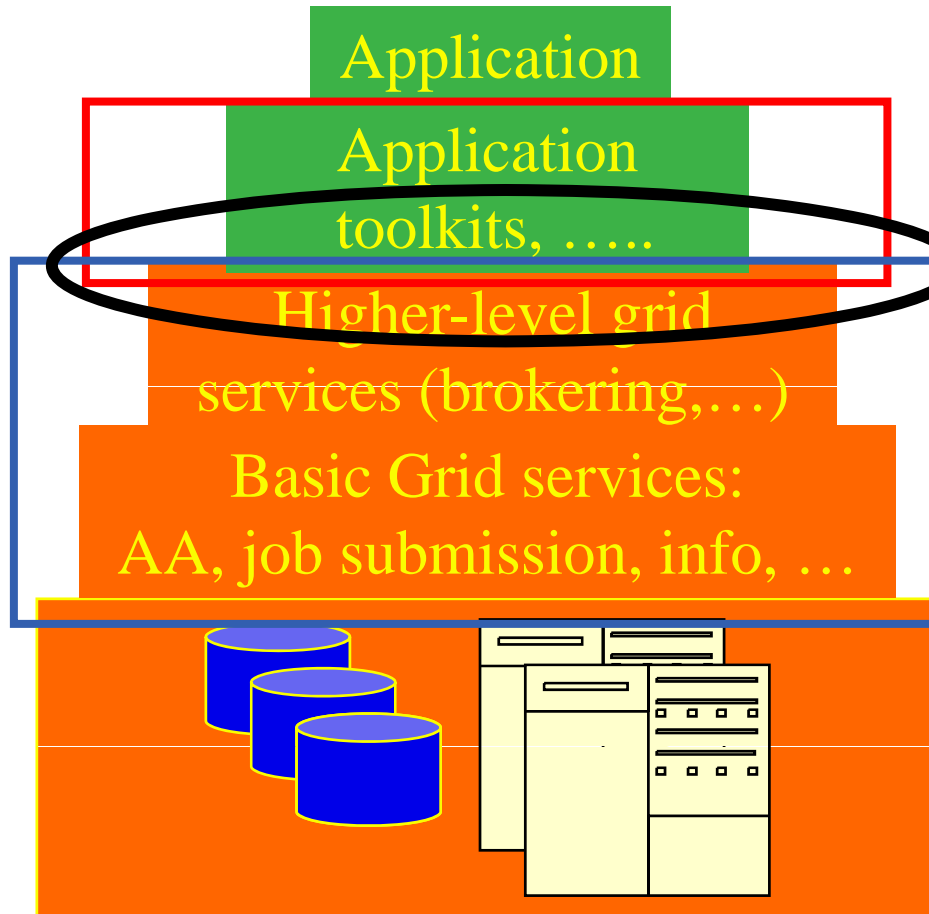 Application
Application
toolkits, …..
Higher-level grid
services (brokering,…)
Basic Grid services:
AA, job submission, info, …